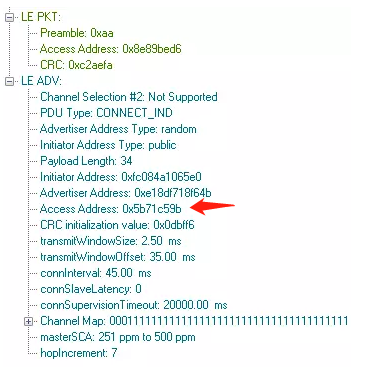 LE PKT:
Preamble: 0xaa
Access Address: 0x8e89bed6
CRC: 0xc2aefa
LE ADV:
Channel Selection #2: Not Supported
PDU Type: CONNECT_IND
Advertiser Address Type: random
Initiator Address Type: public
Payload Length: 34
Initiator Address: 0xfc084a1065e0
Advertiser Address: 0xe18df718f64b
Access Address: 0x5b71c59b
CRC initialization value: 0x0dbff6
transmitWindowSize: 2.50 ms
transmitWindowOffset: 35.00 ms
connInterval: 45.00 ms
connSlaveLatency: 0
connSupervisionTimeout: 20000.00 ms
Channel Map: 0001111111111111111111111111111111111
masterSCA: 251 ppm to 500 ppm
hopIncrement: 7